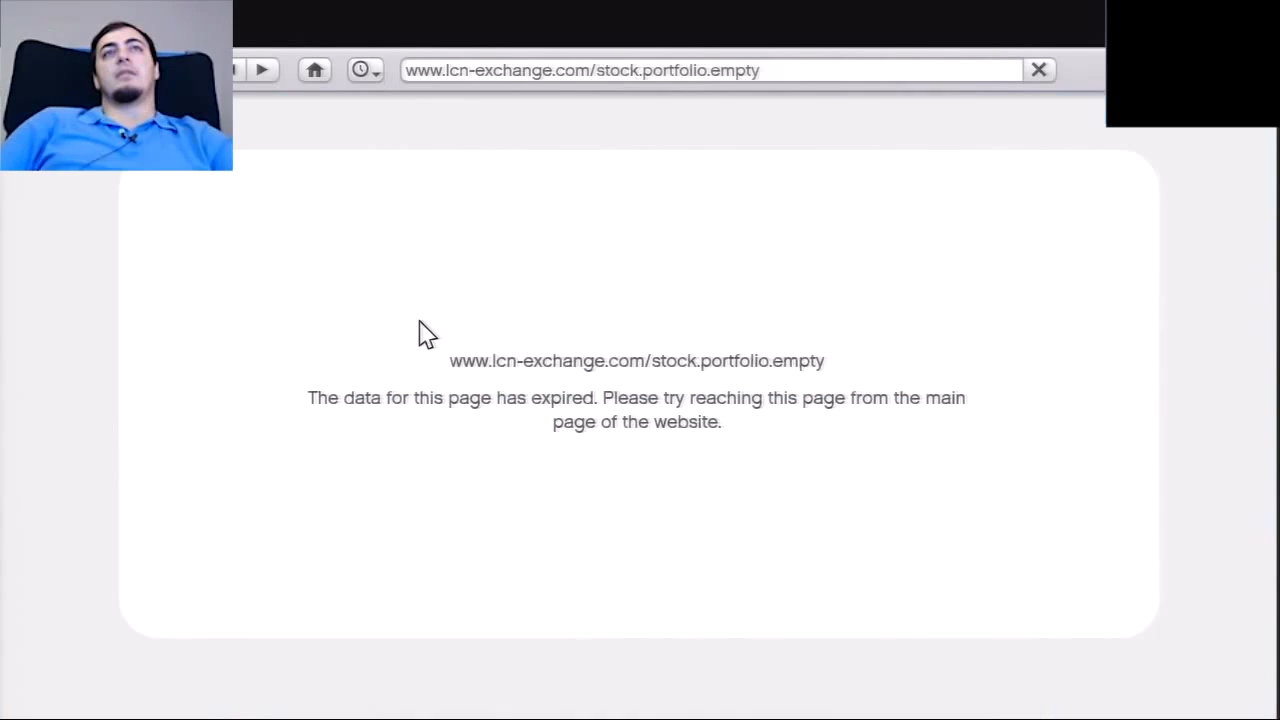 www.lcn-exchange.com/stock.portfolio.empty
www.lcn-exchange.com/stock.portfolio.empty
The data for this page has expired. Please try reaching this page from the main
page of the website.